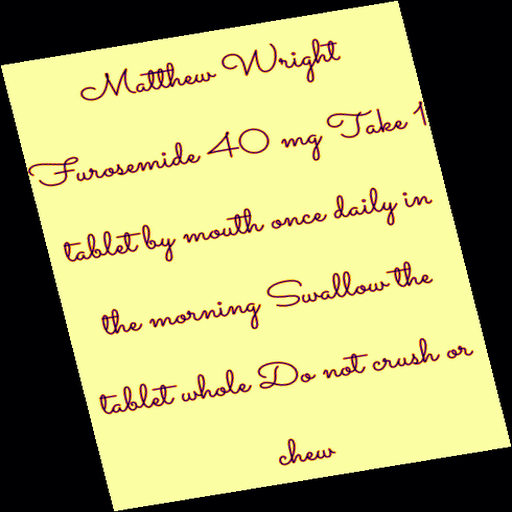 Matthew Wright
Furosemide 40 mg Take 1
tablet by mouth once daily in
the morning Swallow the
tablet whole Do not crush or
chew